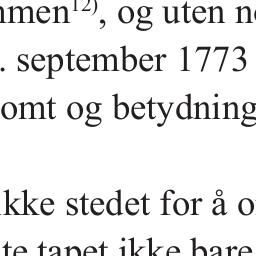 mmen¹²⁾, og uten n
. september 1773
omt og betydning
kke stedet for å o
te tapet ikke bare